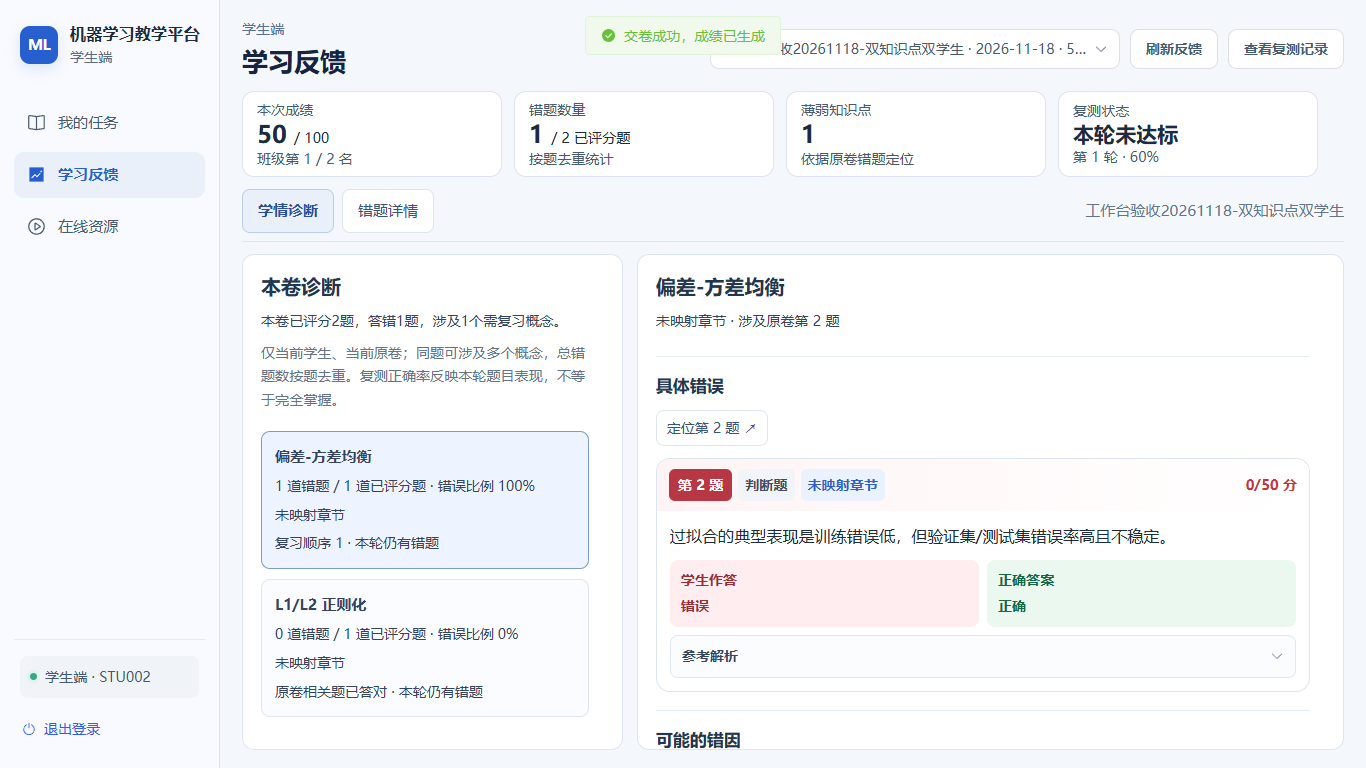 ML
机器学习教学平台
学生端
我的任务
学习反馈
在线资源
学生端 · STU002
退出登录
学生端
学习反馈
交卷成功，成绩已生成
收20261118-双知识点双学生 · 2026-11-18 · 5...
刷新反馈
查看复测记录
本次成绩
50 / 100
班级第 1 / 2 名
错题数量
1 / 2 已评分题
按题去重统计
薄弱知识点
1
依据原卷错题定位
复测状态
本轮未达标
第 1 轮 · 60%
学情诊断
错题详情
工作台验收20261118-双知识点双学生
本卷诊断
本卷已评分2题，答错1题，涉及1个需复习概念。
仅当前学生、当前原卷；同题可涉及多个概念，总错
题数按题去重。复测正确率反映本轮题目表现，不等
于完全掌握。
偏差-方差均衡
1 道错题 / 1 道已评分题 · 错误比例 100%
未映射章节
复习顺序 1 · 本轮仍有错题
L1/L2 正则化
0 道错题 / 1 道已评分题 · 错误比例 0%
未映射章节
原卷相关题已答对 · 本轮仍有错题
偏差-方差均衡
未映射章节 · 涉及原卷第 2 题
具体错误
定位第 2 题 ↗
第 2 题
判断题
未映射章节
0/50 分
过拟合的典型表现是训练错误低，但验证集/测试集错误率高且不稳定。
学生作答
错误
正确答案
正确
参考解析
可能的错因